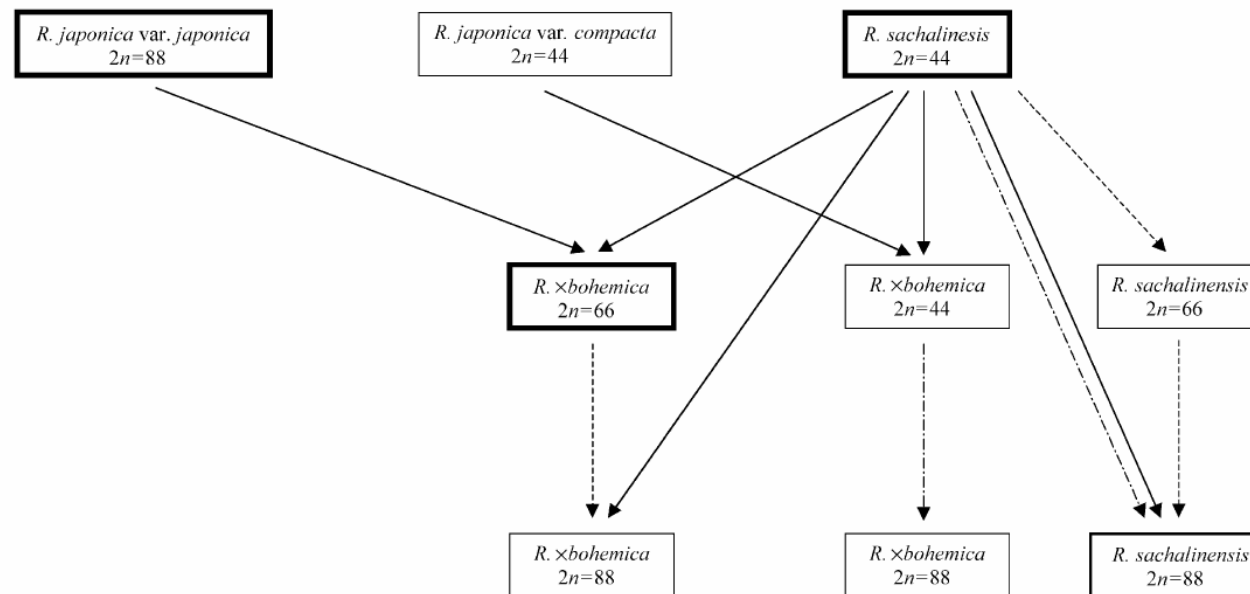 R. japonica var. japonica
2n=88
R. japonica var. compacta
2n=44
R. sachalinesis
2n=44
R. ×bohemica
2n=66
R. ×bohemica
2n=44
R. sachalinensis
2n=66
R. ×bohemica
2n=88
R. ×bohemica
2n=88
R. sachalinensis
2n=88